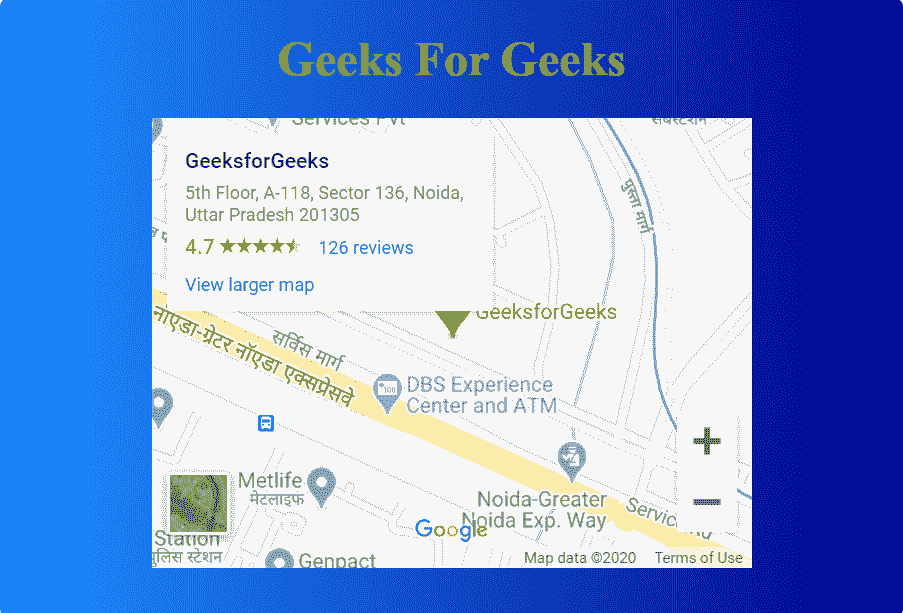 Geeks For Geeks
Services Pvt
सबस्टेशन
GeeksforGeeks
5th Floor, A-118, Sector 136, Noida,
Uttar Pradesh 201305
4.7
126 reviews
View larger map
पुस्ता मार्ग
GeeksforGeeks
नॉएडा-ग्रेटर नॉएडा एक्सप्रेसवे
सर्विस मार्ग
DBS Experience
Center and ATM
Metlife
मेटलाइफ
Noida-Greater
Noida Exp. Way
Google
Station
पुलिस स्टेशन
Genpact
Map data ©2020
Terms of Use